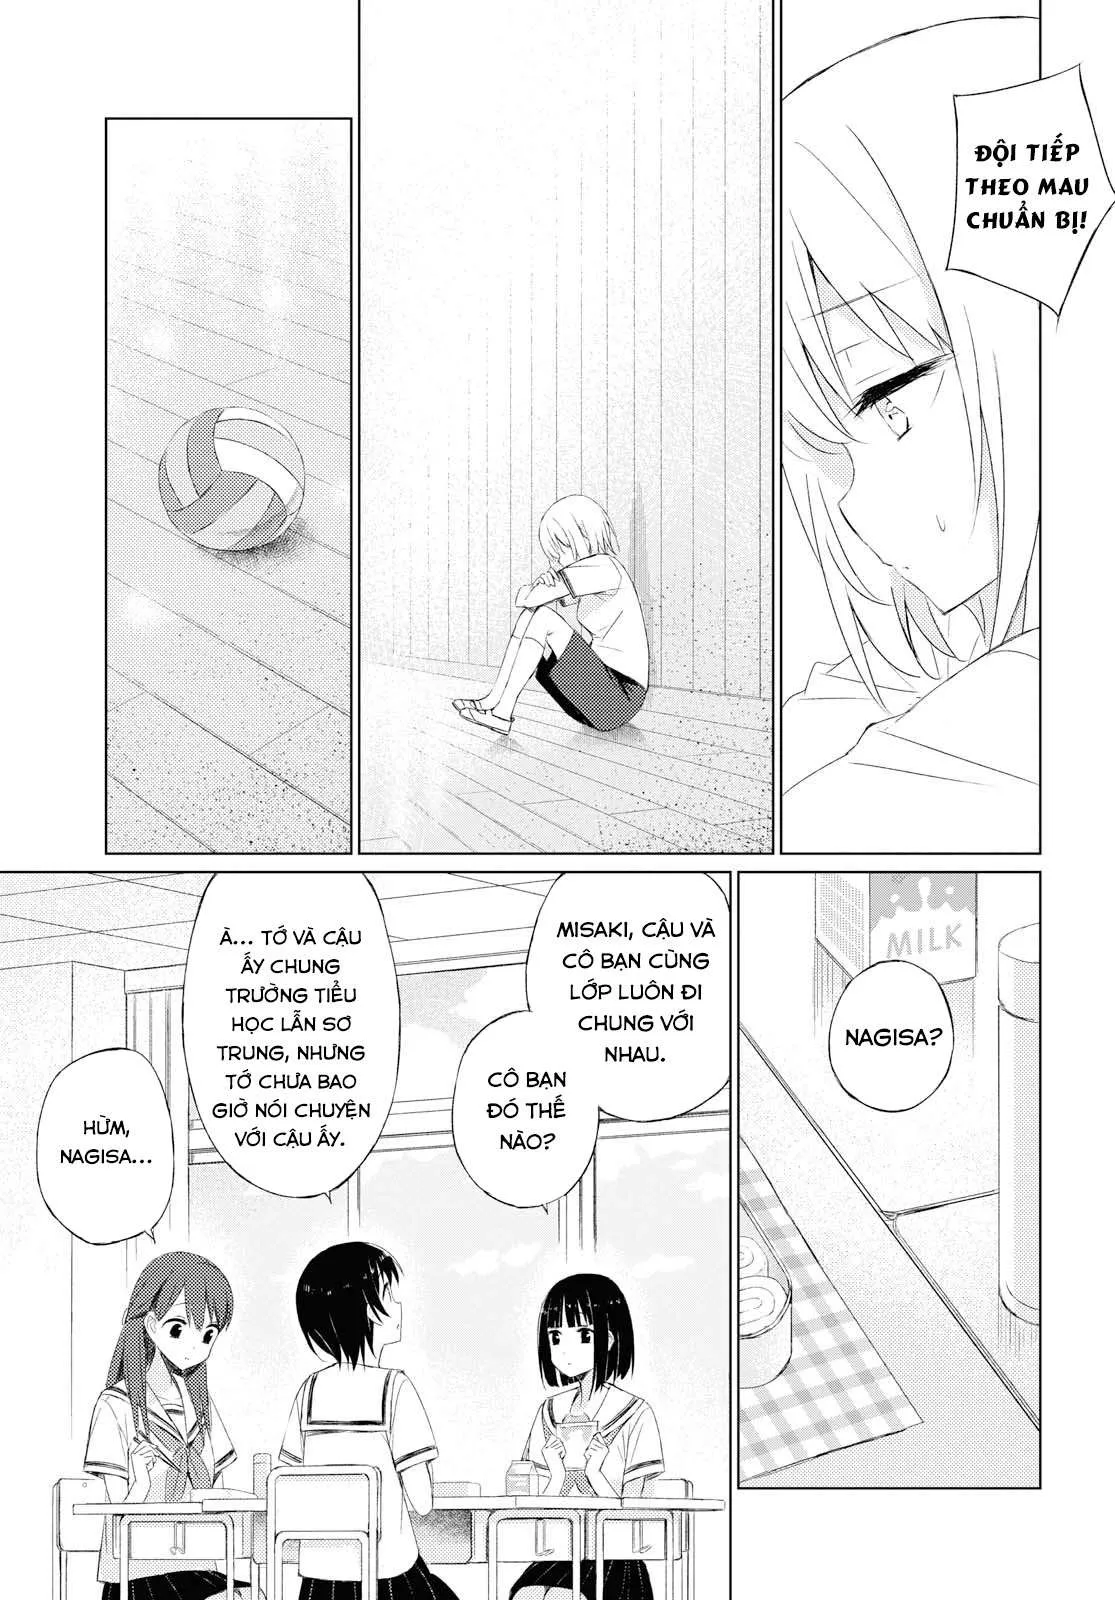 ĐỘI TIẾP
THEO MAU
CHUẨN BỊ!
MILK
NAGISA?
MISAKI, CẬU VÀ
CÔ BẠN CÙNG
LỚP LUÔN ĐI
CHUNG VỚI
NHAU.
CÔ BẠN
ĐÓ THẾ
NÀO?
À... TỚ VÀ CẬU
ẤY CHUNG
TRƯỜNG TIỂU
HỌC LẪN SƠ
TRUNG, NHƯNG
TỚ CHƯA BAO
GIỜ NÓI CHUYỆN
VỚI CẬU ẤY.
HỪM,
NAGISA...